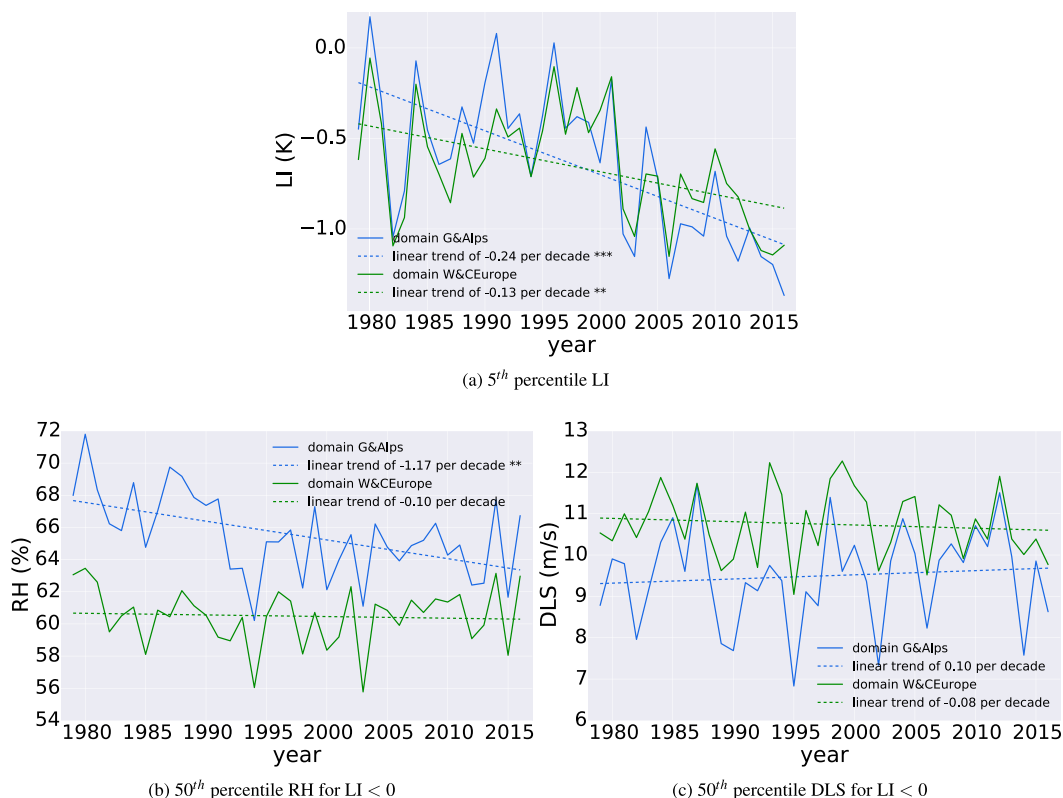 0.0
−0.5
−1.0
LI (K)
domain G&Alps
linear trend of -0.24 per decade ***
domain W&CEurope
linear trend of -0.13 per decade **
1980 1985 1990 1995 2000 2005 2010 2015
year
(a) 5th percentile LI
72
70
68
66
64
62
60
58
56
54
RH (%)
domain G&Alps
linear trend of -1.17 per decade **
domain W&CEurope
linear trend of -0.10 per decade
1980 1985 1990 1995 2000 2005 2010 2015
year
(b) 50th percentile RH for LI < 0
13
12
11
10
9
8
7
6
DLS (m/s)
domain G&Alps
linear trend of 0.10 per decade
domain W&CEurope
linear trend of -0.08 per decade
1980 1985 1990 1995 2000 2005 2010 2015
year
(c) 50th percentile DLS for LI < 0